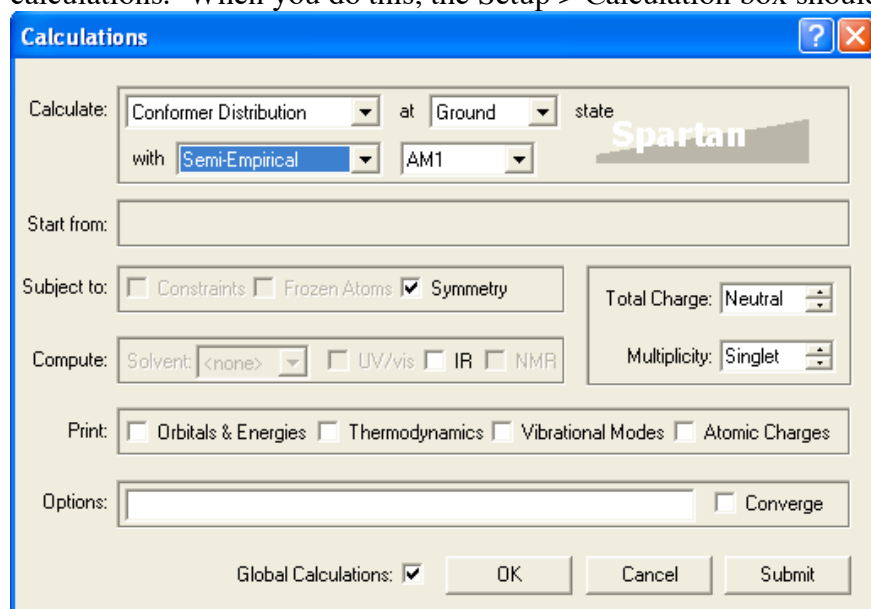 calculations. When you do this, the Setup > Calculation box should
Calculations
Calculate: Conformer Distribution at Ground state
Spartan
with Semi-Empirical AM1
Start from:
Subject to: Constraints Frozen Atoms Symmetry
Total Charge: Neutral
Compute: Solvent: <none> UV/vis IR NMR
Multiplicity: Singlet
Print: Orbitals & Energies Thermodynamics Vibrational Modes Atomic Charges
Options: Converge
Global Calculations: OK Cancel Submit